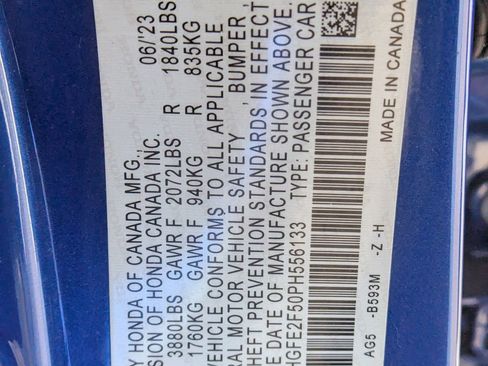 Y HONDA OF CANADA MFG., 06/'23
SION OF HONDA CANADA INC.
3880LBS GAWR F 2072LBS R 1840LBS
1760KG GAWR F 940KG R 835KG
VEHICLE CONFORMS TO ALL APPLICABLE
RAL MOTOR VEHICLE SAFETY, BUMPER,
HEFT PREVENTION STANDARDS, IN EFFECT
E DATE OF MANUFACTURE SHOWN ABOVE.
HGFE2F50PH556133 TYPE: PASSENGER CAR
AG5 -B593M -Z -H MADE IN CANADA